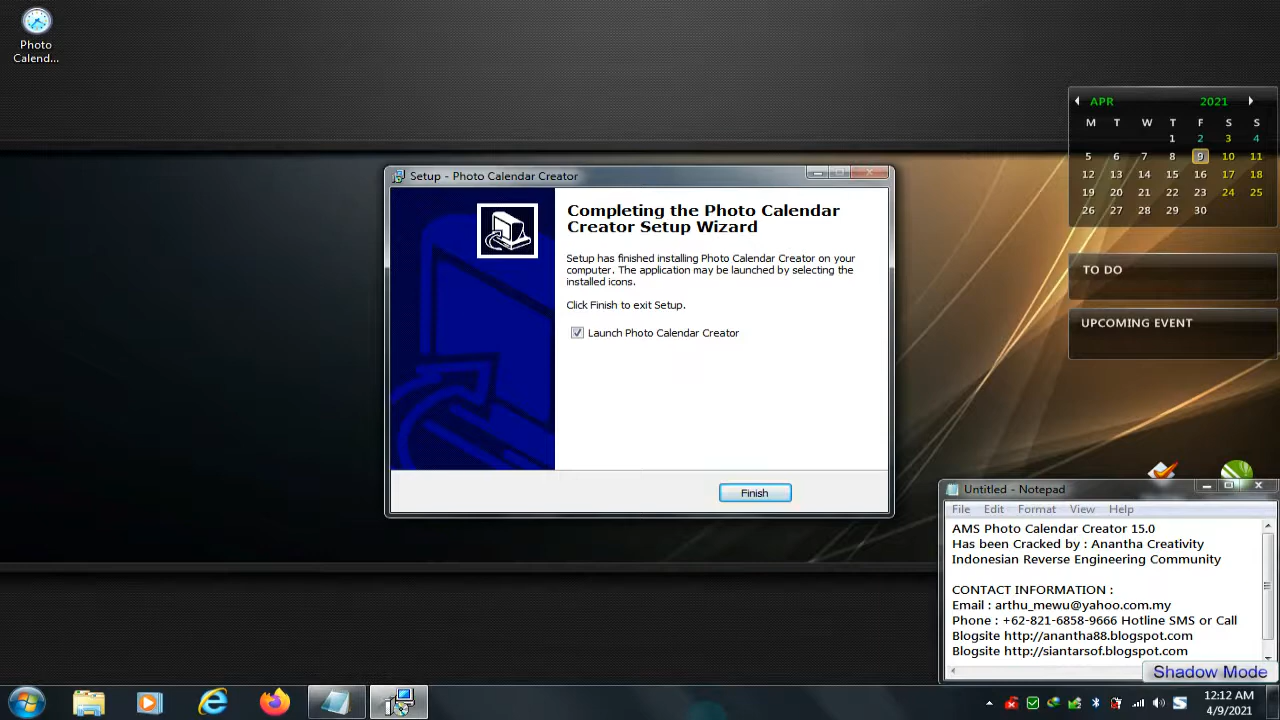 Photo
Calend...
Setup - Photo Calendar Creator
Completing the Photo Calendar
Creator Setup Wizard
Setup has finished installing Photo Calendar Creator on your
computer. The application may be launched by selecting the
installed icons.
Click Finish to exit Setup.
Launch Photo Calendar Creator
Finish
APR 2021
M T W T F S S
1 2 3 4
5 6 7 8 9 10 11
12 13 14 15 16 17 18
19 20 21 22 23 24 25
26 27 28 29 30
TO DO
UPCOMING EVENT
Untitled - Notepad
File Edit Format View Help
AMS Photo Calendar Creator 15.0
Has been Cracked by : Anantha Creativity
Indonesian Reverse Engineering Community
CONTACT INFORMATION :
Email : arthu_mewu@yahoo.com.my
Phone : +62-821-6858-9666 Hotline SMS or Call
Blogsite http://anantha88.blogspot.com
Blogsite http://siantarsof.blogspot.com
Shadow Mode
12:12 AM
4/9/2021